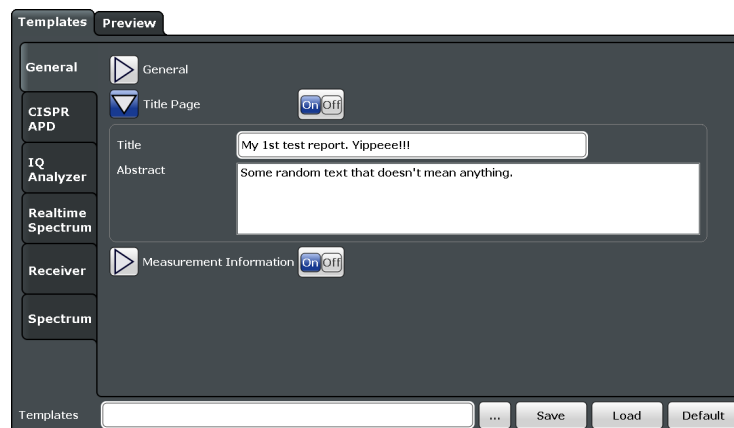 Templates Preview
General
CISPR
APD
IQ
Analyzer
Realtime
Spectrum
Receiver
Spectrum
General
Title Page On Off
Title My 1st test report. Yippeee!!!
Abstract Some random text that doesn't mean anything.
Measurement Information On Off
Templates ... Save Load Default